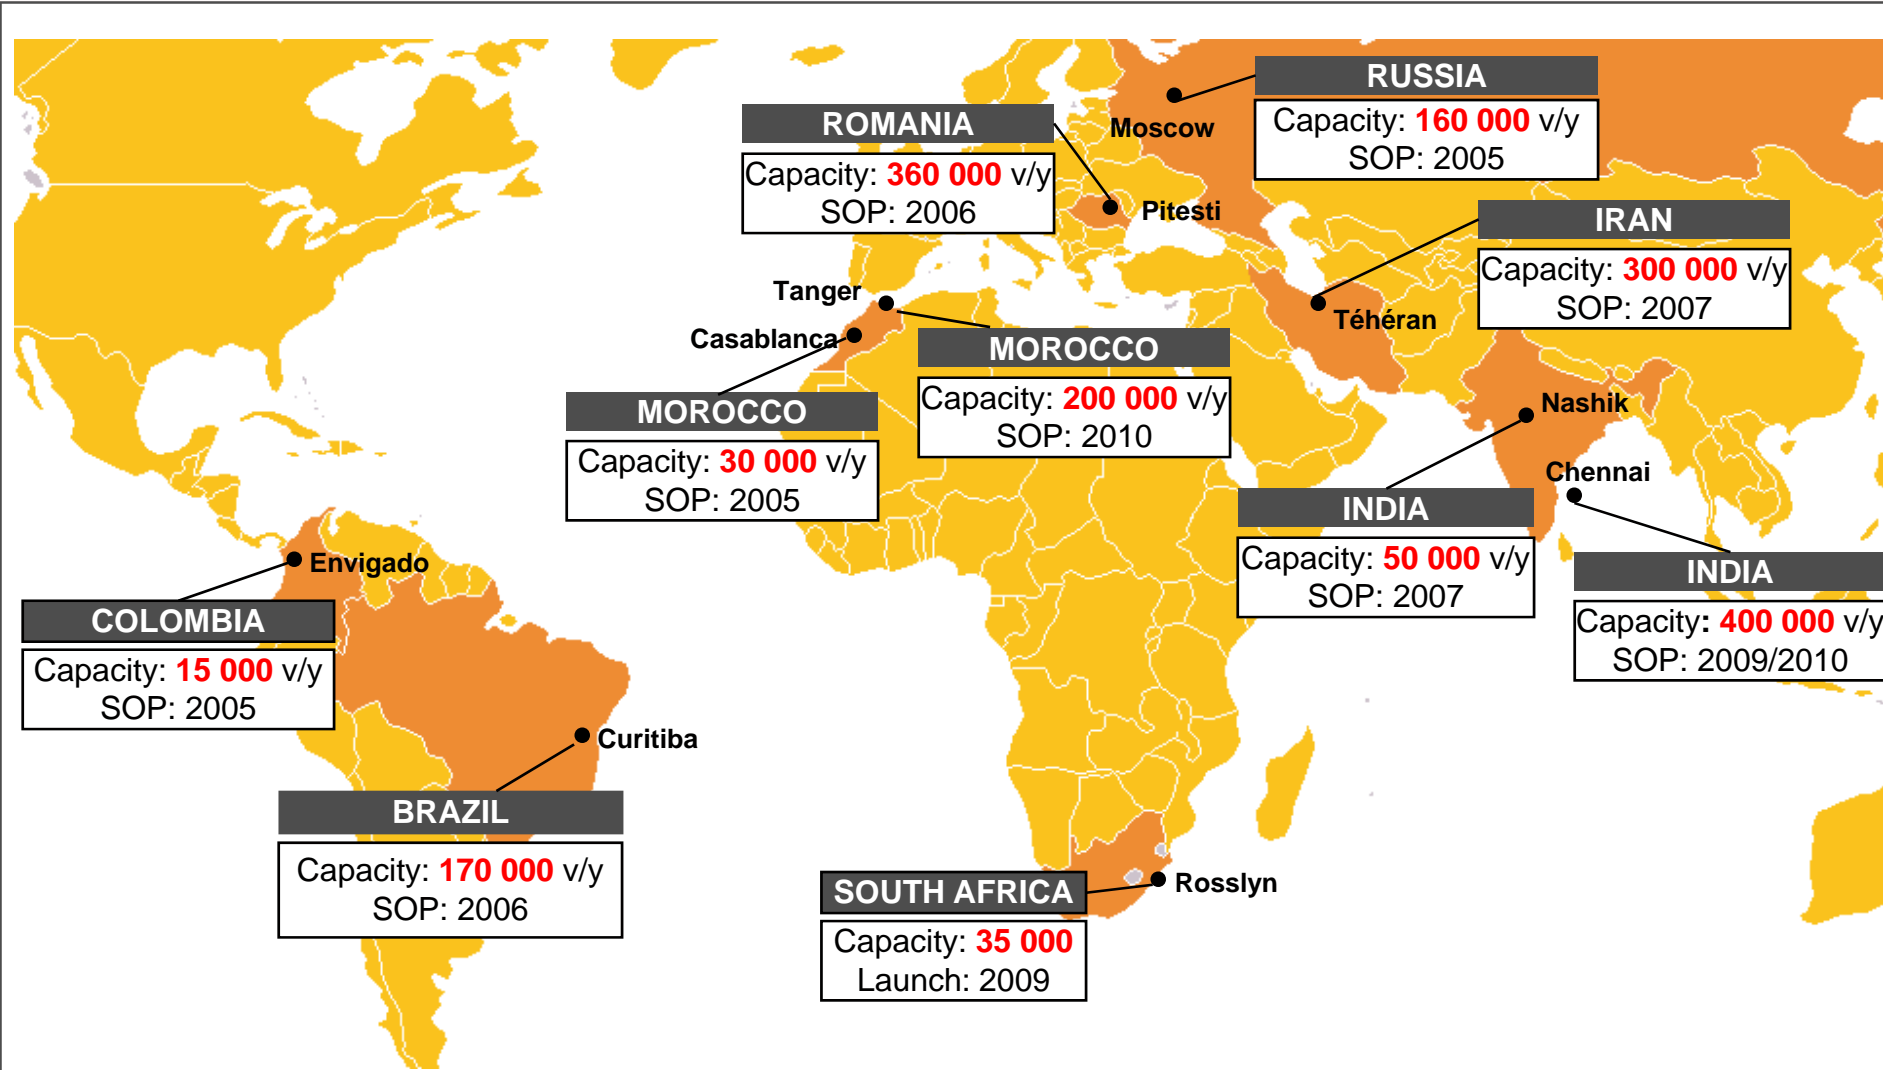 RUSSIA
Capacity: 160 000 v/y
SOP: 2005
Moscow
ROMANIA
Capacity: 360 000 v/y
SOP: 2006
Pitesti
IRAN
Capacity: 300 000 v/y
SOP: 2007
Téhéran
Tanger
Casablanca
MOROCCO
Capacity: 200 000 v/y
SOP: 2010
MOROCCO
Capacity: 30 000 v/y
SOP: 2005
Nashik
Chennai
INDIA
Capacity: 50 000 v/y
SOP: 2007
INDIA
Capacity: 400 000 v/y
SOP: 2009/2010
Envigado
COLOMBIA
Capacity: 15 000 v/y
SOP: 2005
Curitiba
BRAZIL
Capacity: 170 000 v/y
SOP: 2006
SOUTH AFRICA
Capacity: 35 000
Launch: 2009
Rosslyn